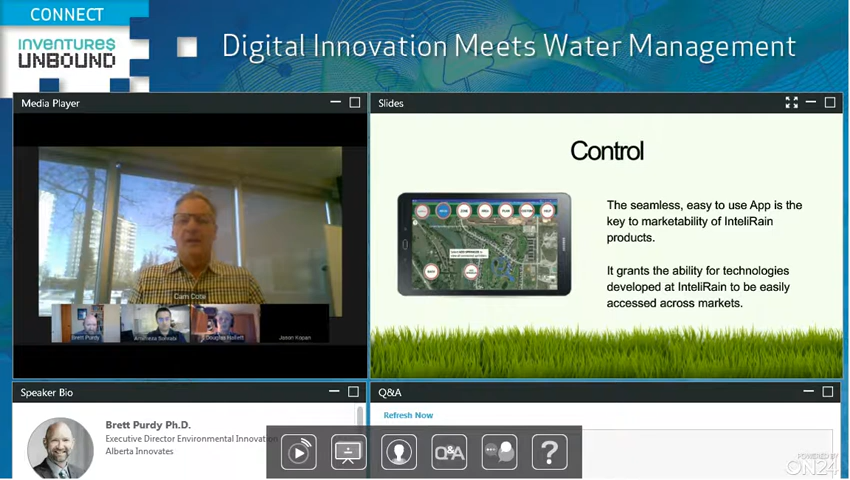 CONNECT
INVENTURE$
UNBOUND
Digital Innovation Meets Water Management
Media Player
Slides
Control
The seamless, easy to use App is the
key to marketability of InteliRain
products.
It grants the ability for technologies
developed at InteliRain to be easily
accessed across markets.
Cam Cote
Brett Purdy
Douglas Hallett
Jason Kopan
Speaker Bio
Q&A
Refresh Now
Brett Purdy Ph.D.
Executive Director Environmental Innovation
Alberta Innovates
Q&A
?
POWERED BY
ON24